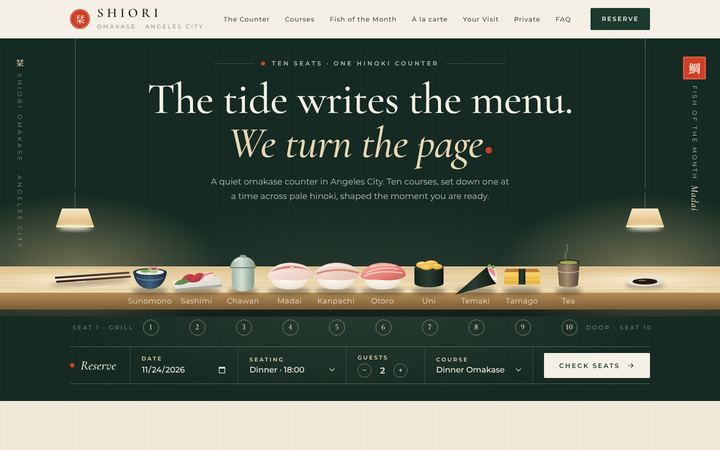 栞
SHIORI
OMAKASE · ANGELES CITY
The Counter
Courses
Fish of the Month
À la carte
Your Visit
Private
FAQ
RESERVE
栞
SHIORI OMAKASE
ANGELES CITY
TEN SEATS · ONE HINOKI COUNTER
The tide writes the menu.
We turn the page.
A quiet omakase counter in Angeles City. Ten courses, set down one at
a time across pale hinoki, shaped the moment you are ready.
鯛
FISH OF THE MONTH Madai
Sunomono
Sashimi
Chawan
Madai
Kanpachi
Otoro
Uni
Temaki
Tamago
Tea
SEAT 1 · GRILL
1
2
3
4
5
6
7
8
9
10
DOOR · SEAT 10
Reserve
DATE
11/24/2026
SEATING
Dinner · 18:00
GUESTS
− 2 +
COURSE
Dinner Omakase
CHECK SEATS →